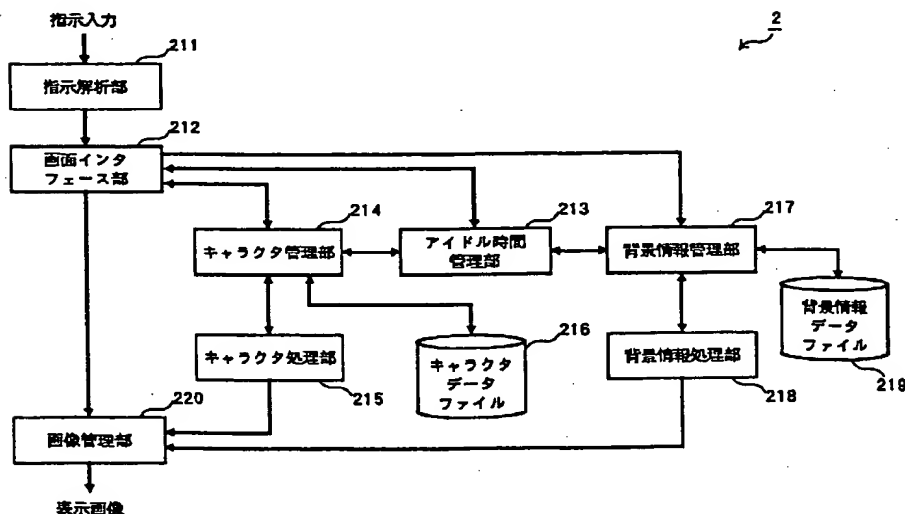 指示入力
2
211
指示解析部
212
画面インタ
フェース部
214
キャラクタ管理部
213
アイドル時間
管理部
217
背景情報管理部
背景情報
データ
ファイル
219
キャラクタ処理部
215
216
キャラクタ
データ
ファイル
背景情報処理部
218
220
画像管理部
表示画像